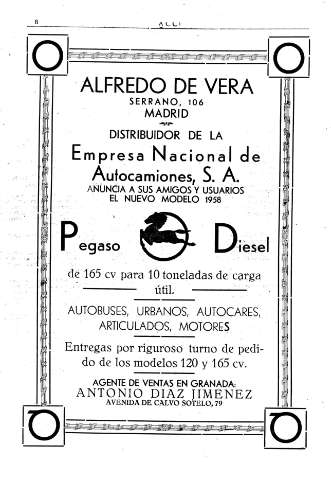 8
ALLI
ALFREDO DE VERA
SERRANO, 106
MADRID
DISTRIBUIDOR DE LA
Empresa Nacional de
Autocamiones, S. A.
ANUNCIA A SUS AMIGOS Y USUARIOS
EL NUEVO MODELO 1958
Pegaso Diesel
de 165 cv para 10 toneladas de carga
útil.
AUTOBUSES, URBANOS, AUTOCARES,
ARTICULADOS, MOTORES
Entregas por riguroso turno de pedi-
do de los modelos 120 y 165 cv.
AGENTE DE VENTAS EN GRANADA:
ANTONIO DIAZ JIMENEZ
AVENIDA DE CALVO SOTELO, 79